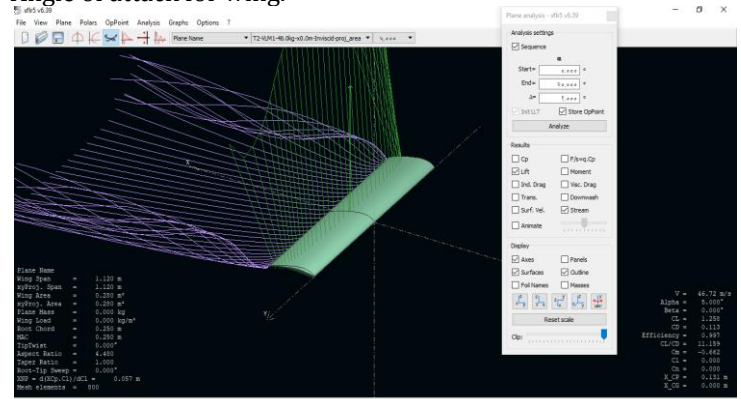 Angle of attack for wing.
xflr5 v6.39
File View Plane Polars OpPoint Analysis Graphs Options ?
Plane Name T2-VLM1-46.0kg-x0.0m-Inviscid-proj_area
X
Y
Plane Name
Wing Span = 1.120 m
xyProj. Span = 1.120 m
Wing Area = 0.280 m²
xyProj. Area = 0.280 m²
Plane Mass = 0.000 kg
Wing Load = 0.000 kg/m²
Root Chord = 0.250 m
MAC = 0.250 m
TipTwist = 0.000°
Aspect Ratio = 4.480
Taper Ratio = 1.000
Root-Tip Sweep = 0.000°
XNP = d(XCp.Cl)/dCl = 0.057 m
Mesh elements = 800
Plane analysis - xflr5 v6.39
Analysis settings
Sequence
α
Start= °
End= °
Δ= °
Init LLT Store OpPoint
Analyze
Results
Cp F/s=q.Cp
Lift Moment
Ind. Drag Visc. Drag
Trans. Downwash
Surf. Vel. Stream
Animate
Display
Axes Panels
Surfaces Outline
Foil Names Masses
Reset scale
Clip:
V = 46.72 m/s
Alpha = 5.000°
Beta = 0.000°
CL = 1.258
CD = 0.113
Efficiency = 0.997
CL/CD = 11.159
Cm = -0.662
Cl = 0.000
Cn = 0.000
X_CP = 0.131 m
X_CG = 0.000 m